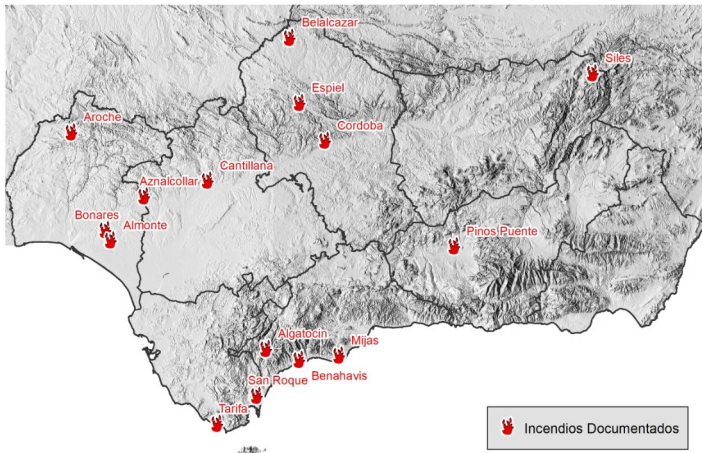 Belalcazar
Siles
Espiel
Aroche
Cordoba
Cantillana
Aznalcollar
Bonares
Almonte
Pinos Puente
Algatocin
Mijas
Benahavis
San Roque
Tarifa
Incendios Documentados